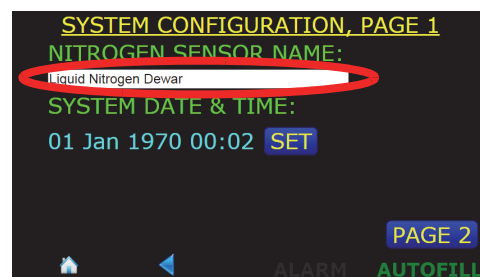 SYSTEM CONFIGURATION, PAGE 1
NITROGEN SENSOR NAME:
Liquid Nitrogen Dewar
SYSTEM DATE & TIME:
01 Jan 1970 00:02 SET
PAGE 2
ALARM AUTOFILL